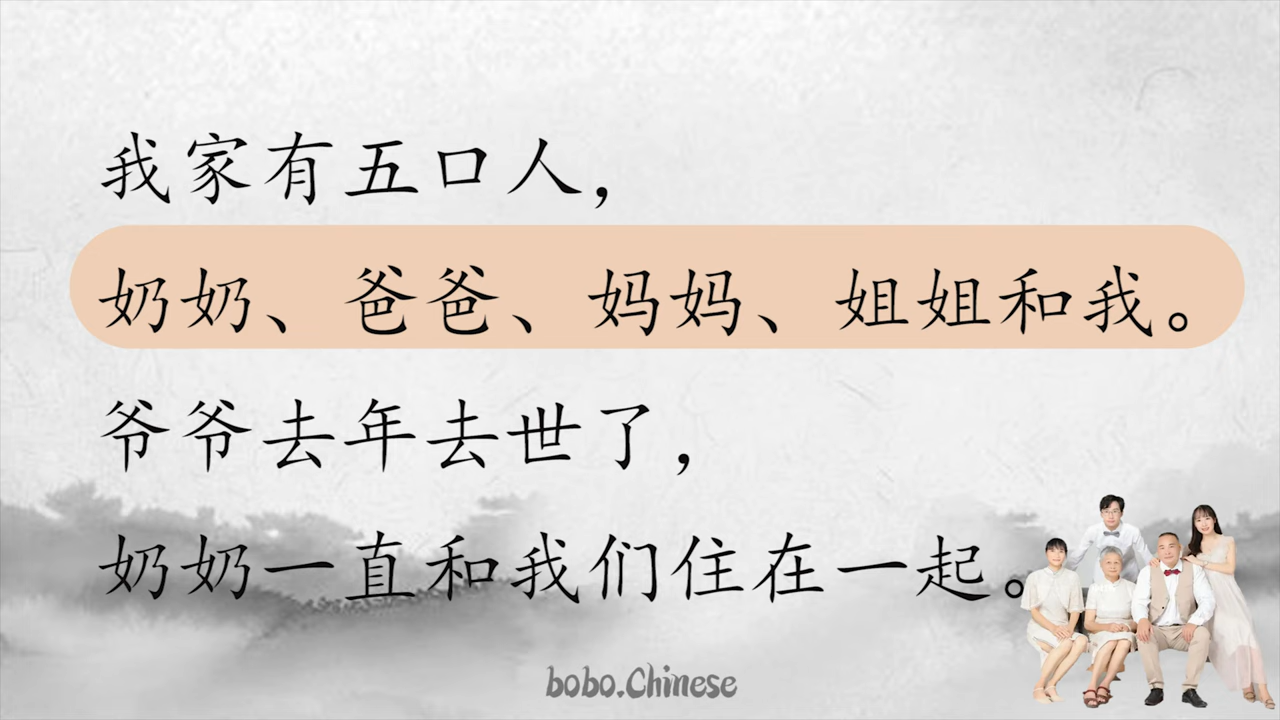 我家有五口人，
奶奶、爸爸、妈妈、姐姐和我。
爷爷去年去世了，
奶奶一直和我们住在一起。
bobo.Chinese